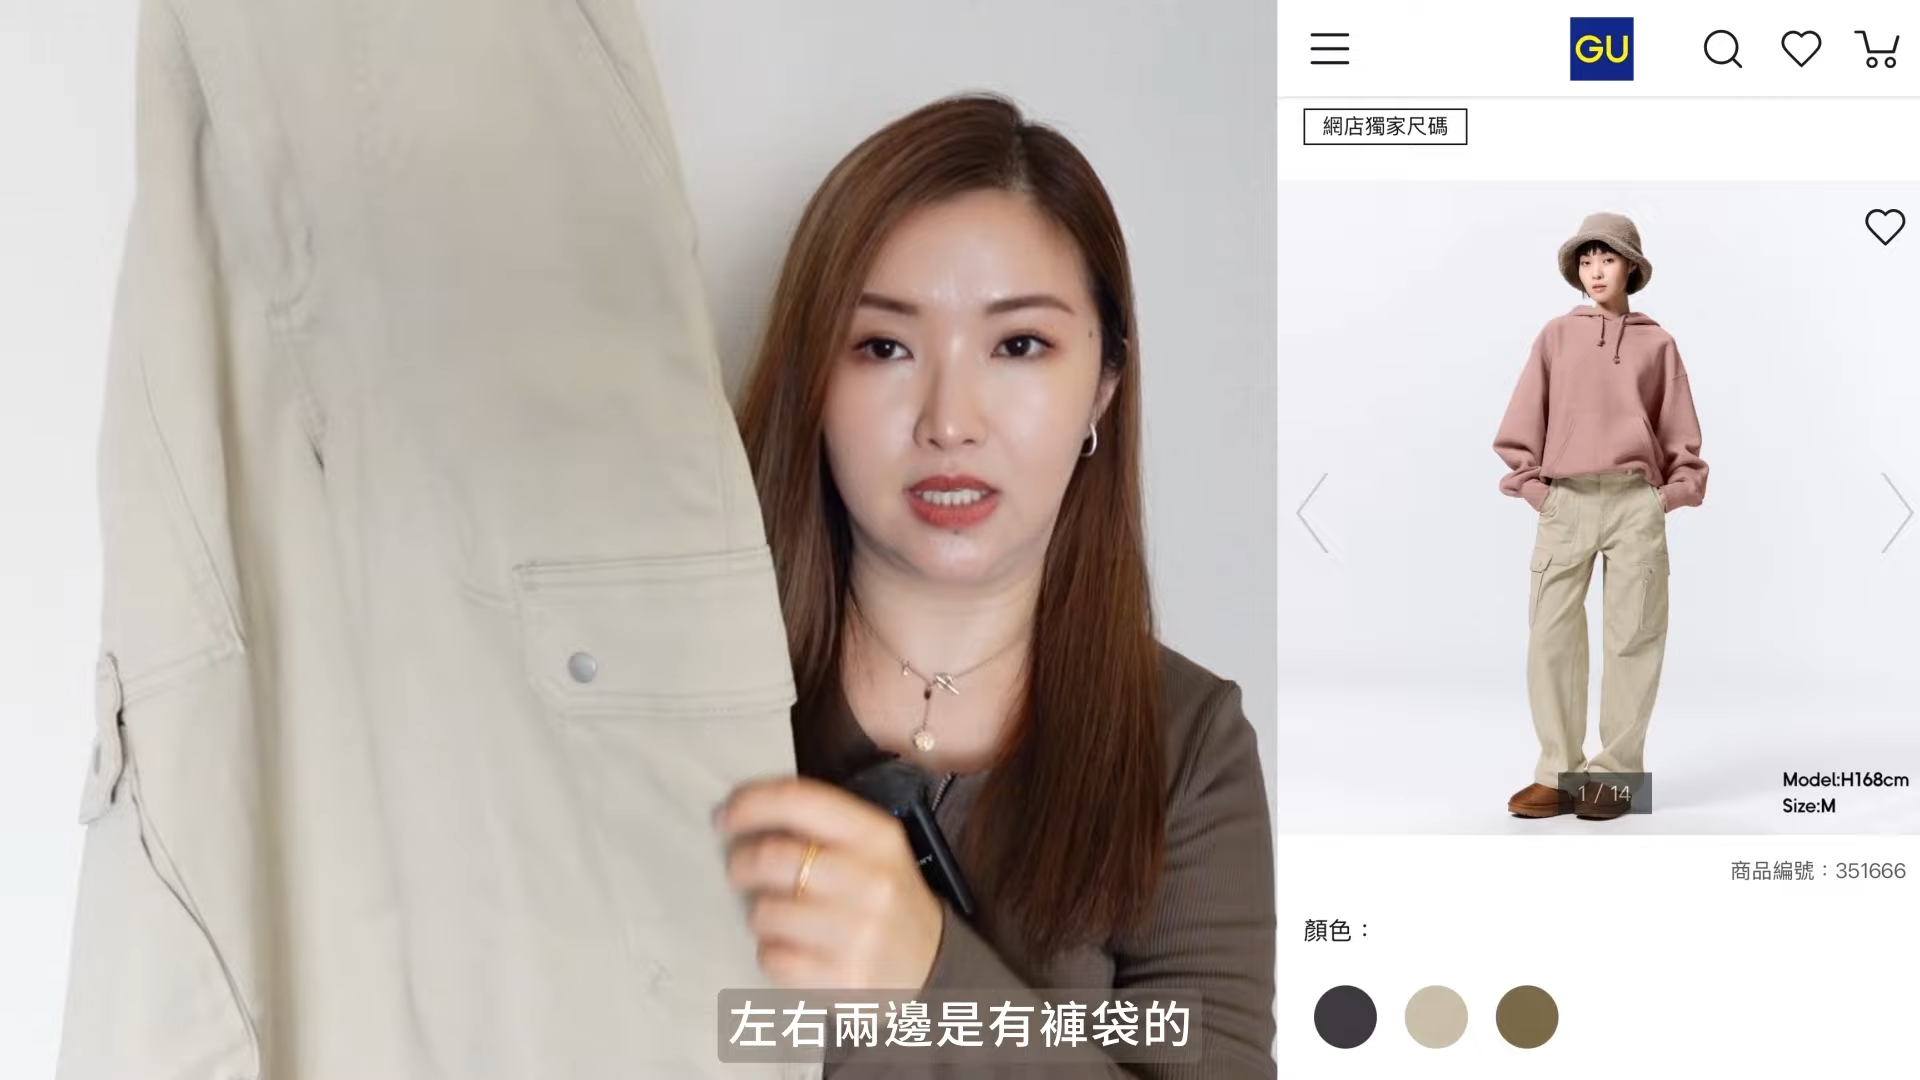 GU
網店獨家尺碼
Model:H168cm
Size:M
1 / 14
商品編號：351666
顏色：
左右兩邊是有褲袋的